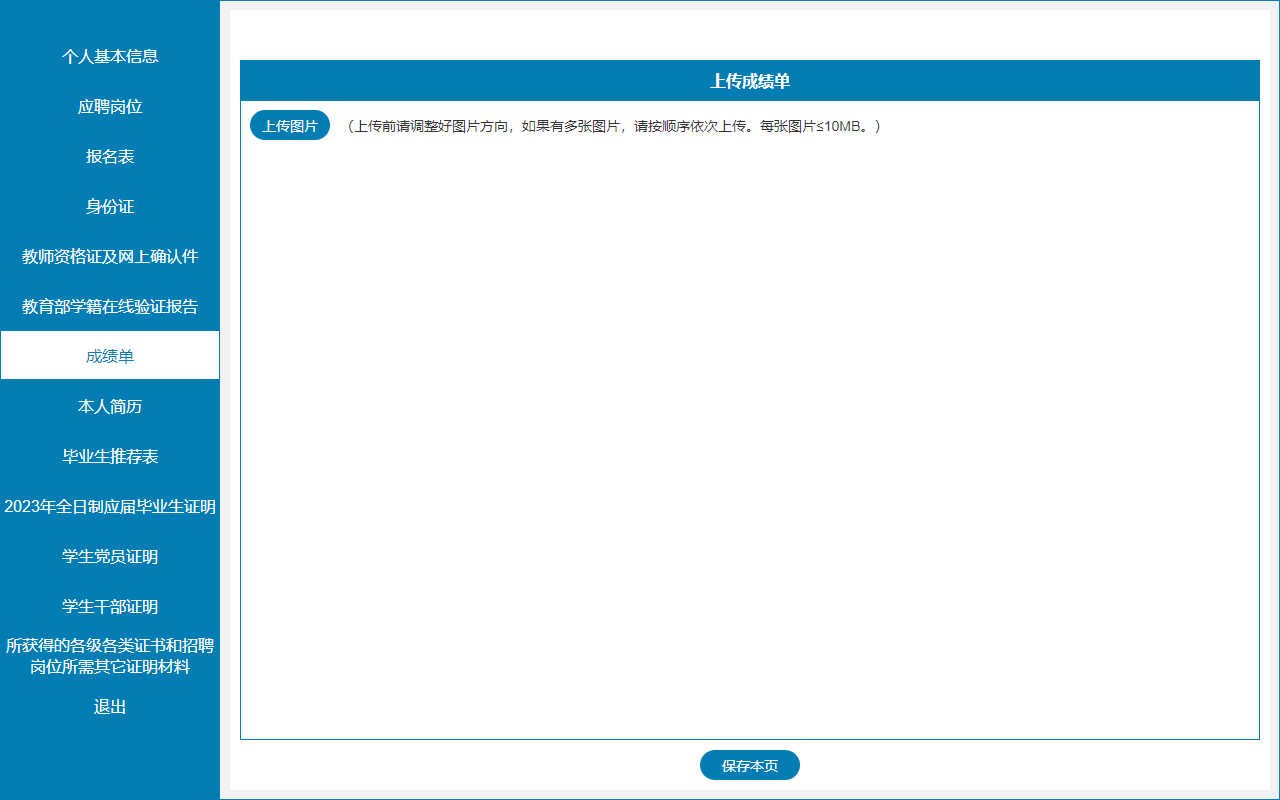 个人基本信息
应聘岗位
报名表
身份证
教师资格证及网上确认件
教育部学籍在线验证报告
成绩单
本人简历
毕业生推荐表
2023年全日制应届毕业生证明
学生党员证明
学生干部证明
所获得的各级各类证书和招聘
岗位所需其它证明材料
退出
上传成绩单
上传图片 （上传前请调整好图片方向，如果有多张图片，请按顺序依次上传。每张图片≤10MB。）
保存本页